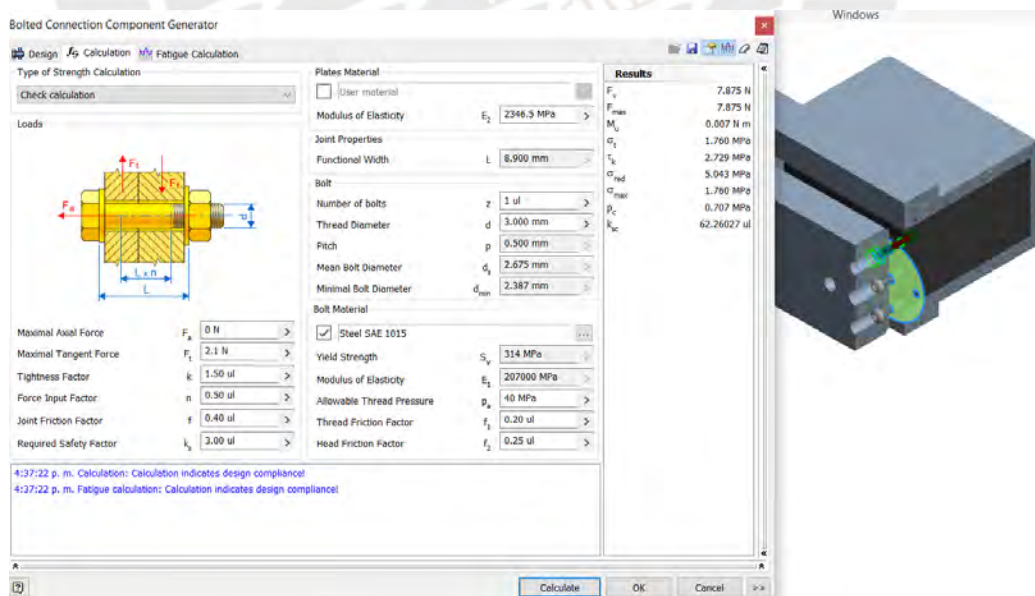 Windows
Bolted Connection Component Generator
Design Calculation Fatigue Calculation
Type of Strength Calculation
Check calculation
Loads
Ft
Ft
Fa
d
L x n
L
Maximal Axial Force Fa 0 N
Maximal Tangent Force Ft 2.1 N
Tightness Factor k 1.50 ul
Force Input Factor n 0.50 ul
Joint Friction Factor f 0.40 ul
Required Safety Factor ks 3.00 ul
Plates Material
User material
Modulus of Elasticity E2 2346.5 MPa
Joint Properties
Functional Width L 8.900 mm
Bolt
Number of bolts z 1 ul
Thread Diameter d 3.000 mm
Pitch p 0.500 mm
Mean Bolt Diameter ds 2.675 mm
Minimal Bolt Diameter dmin 2.387 mm
Bolt Material
Steel SAE 1015
Yield Strength Sy 314 MPa
Modulus of Elasticity E1 207000 MPa
Allowable Thread Pressure pa 40 MPa
Thread Friction Factor f1 0.20 ul
Head Friction Factor f2 0.25 ul
Results
Fv 7.875 N
Fmax 7.875 N
Mu 0.007 N m
σt 1.760 MPa
τk 2.729 MPa
σred 5.043 MPa
σmax 1.760 MPa
pc 0.707 MPa
ksc 62.26027 ul
4:37:22 p. m. Calculation: Calculation indicates design compliance!
4:37:22 p. m. Fatigue calculation: Calculation indicates design compliance!
Calculate OK Cancel >>